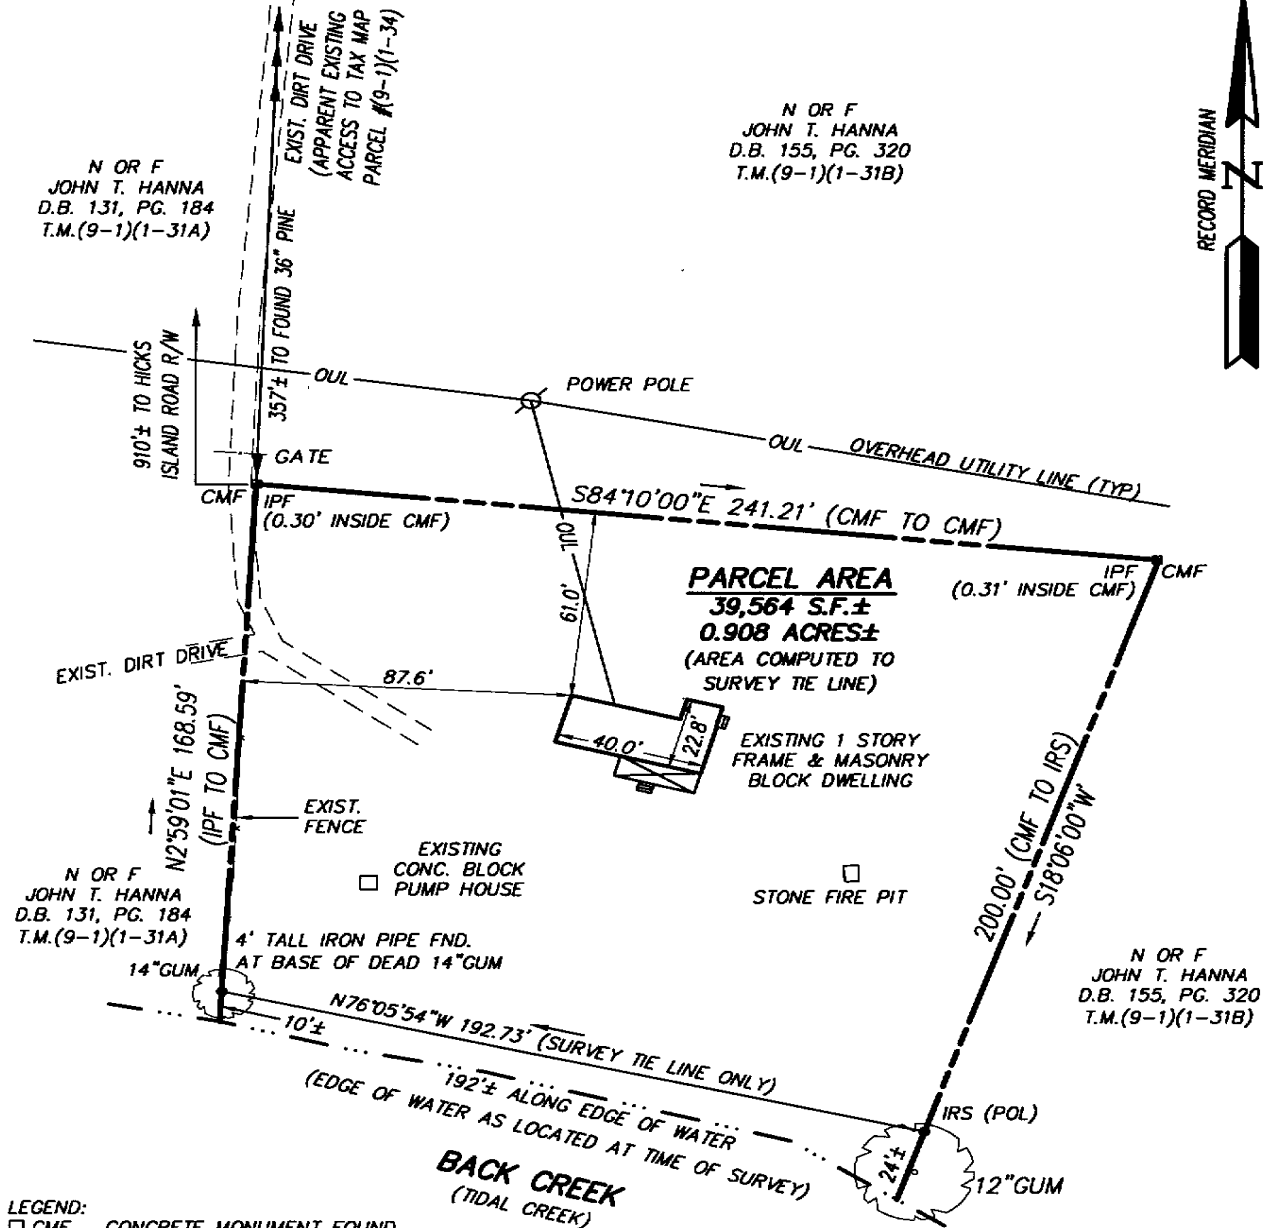 EXIST. DIRT DRIVE
(APPARENT EXISTING
ACCESS TO TAX MAP
PARCEL #(9-1)(1-34)
N OR F
JOHN T. HANNA
D.B. 155, PG. 320
T.M.(9-1)(1-31B)
RECORD MERIDIAN
N
N OR F
JOHN T. HANNA
D.B. 131, PG. 184
T.M.(9-1)(1-31A)
357'± TO FOUND 36" PINE
910'± TO HICKS
ISLAND ROAD R/W
OUL
POWER POLE
OUL
OVERHEAD UTILITY LINE (TYP)
GATE
CMF
IPF
(0.30' INSIDE CMF)
S84°10'00"E 241.21' (CMF TO CMF)
OUL
61.0'
PARCEL AREA
39,564 S.F.±
0.908 ACRES±
(AREA COMPUTED TO
SURVEY TIE LINE)
IPF
CMF
(0.31' INSIDE CMF)
EXIST. DIRT DRIVE
87.6'
N2°59'01"E 168.59'
(IPF TO CMF)
40.0'
22.8'
EXISTING 1 STORY
FRAME & MASONRY
BLOCK DWELLING
200.00' (CMF TO IRS)
S18°06'00"W
EXIST.
FENCE
EXISTING
CONC. BLOCK
PUMP HOUSE
STONE FIRE PIT
N OR F
JOHN T. HANNA
D.B. 131, PG. 184
T.M.(9-1)(1-31A)
4' TALL IRON PIPE FND.
AT BASE OF DEAD 14"GUM
14"GUM
N OR F
JOHN T. HANNA
D.B. 155, PG. 320
T.M.(9-1)(1-31B)
N76°05'54"W 192.73' (SURVEY TIE LINE ONLY)
10'±
192'± ALONG EDGE OF WATER
(EDGE OF WATER AS LOCATED AT TIME OF SURVEY)
IRS (POL)
24'±
12"GUM
BACK CREEK
(TIDAL CREEK)
LEGEND:
CMF CONCRETE MONUMENT FOUND